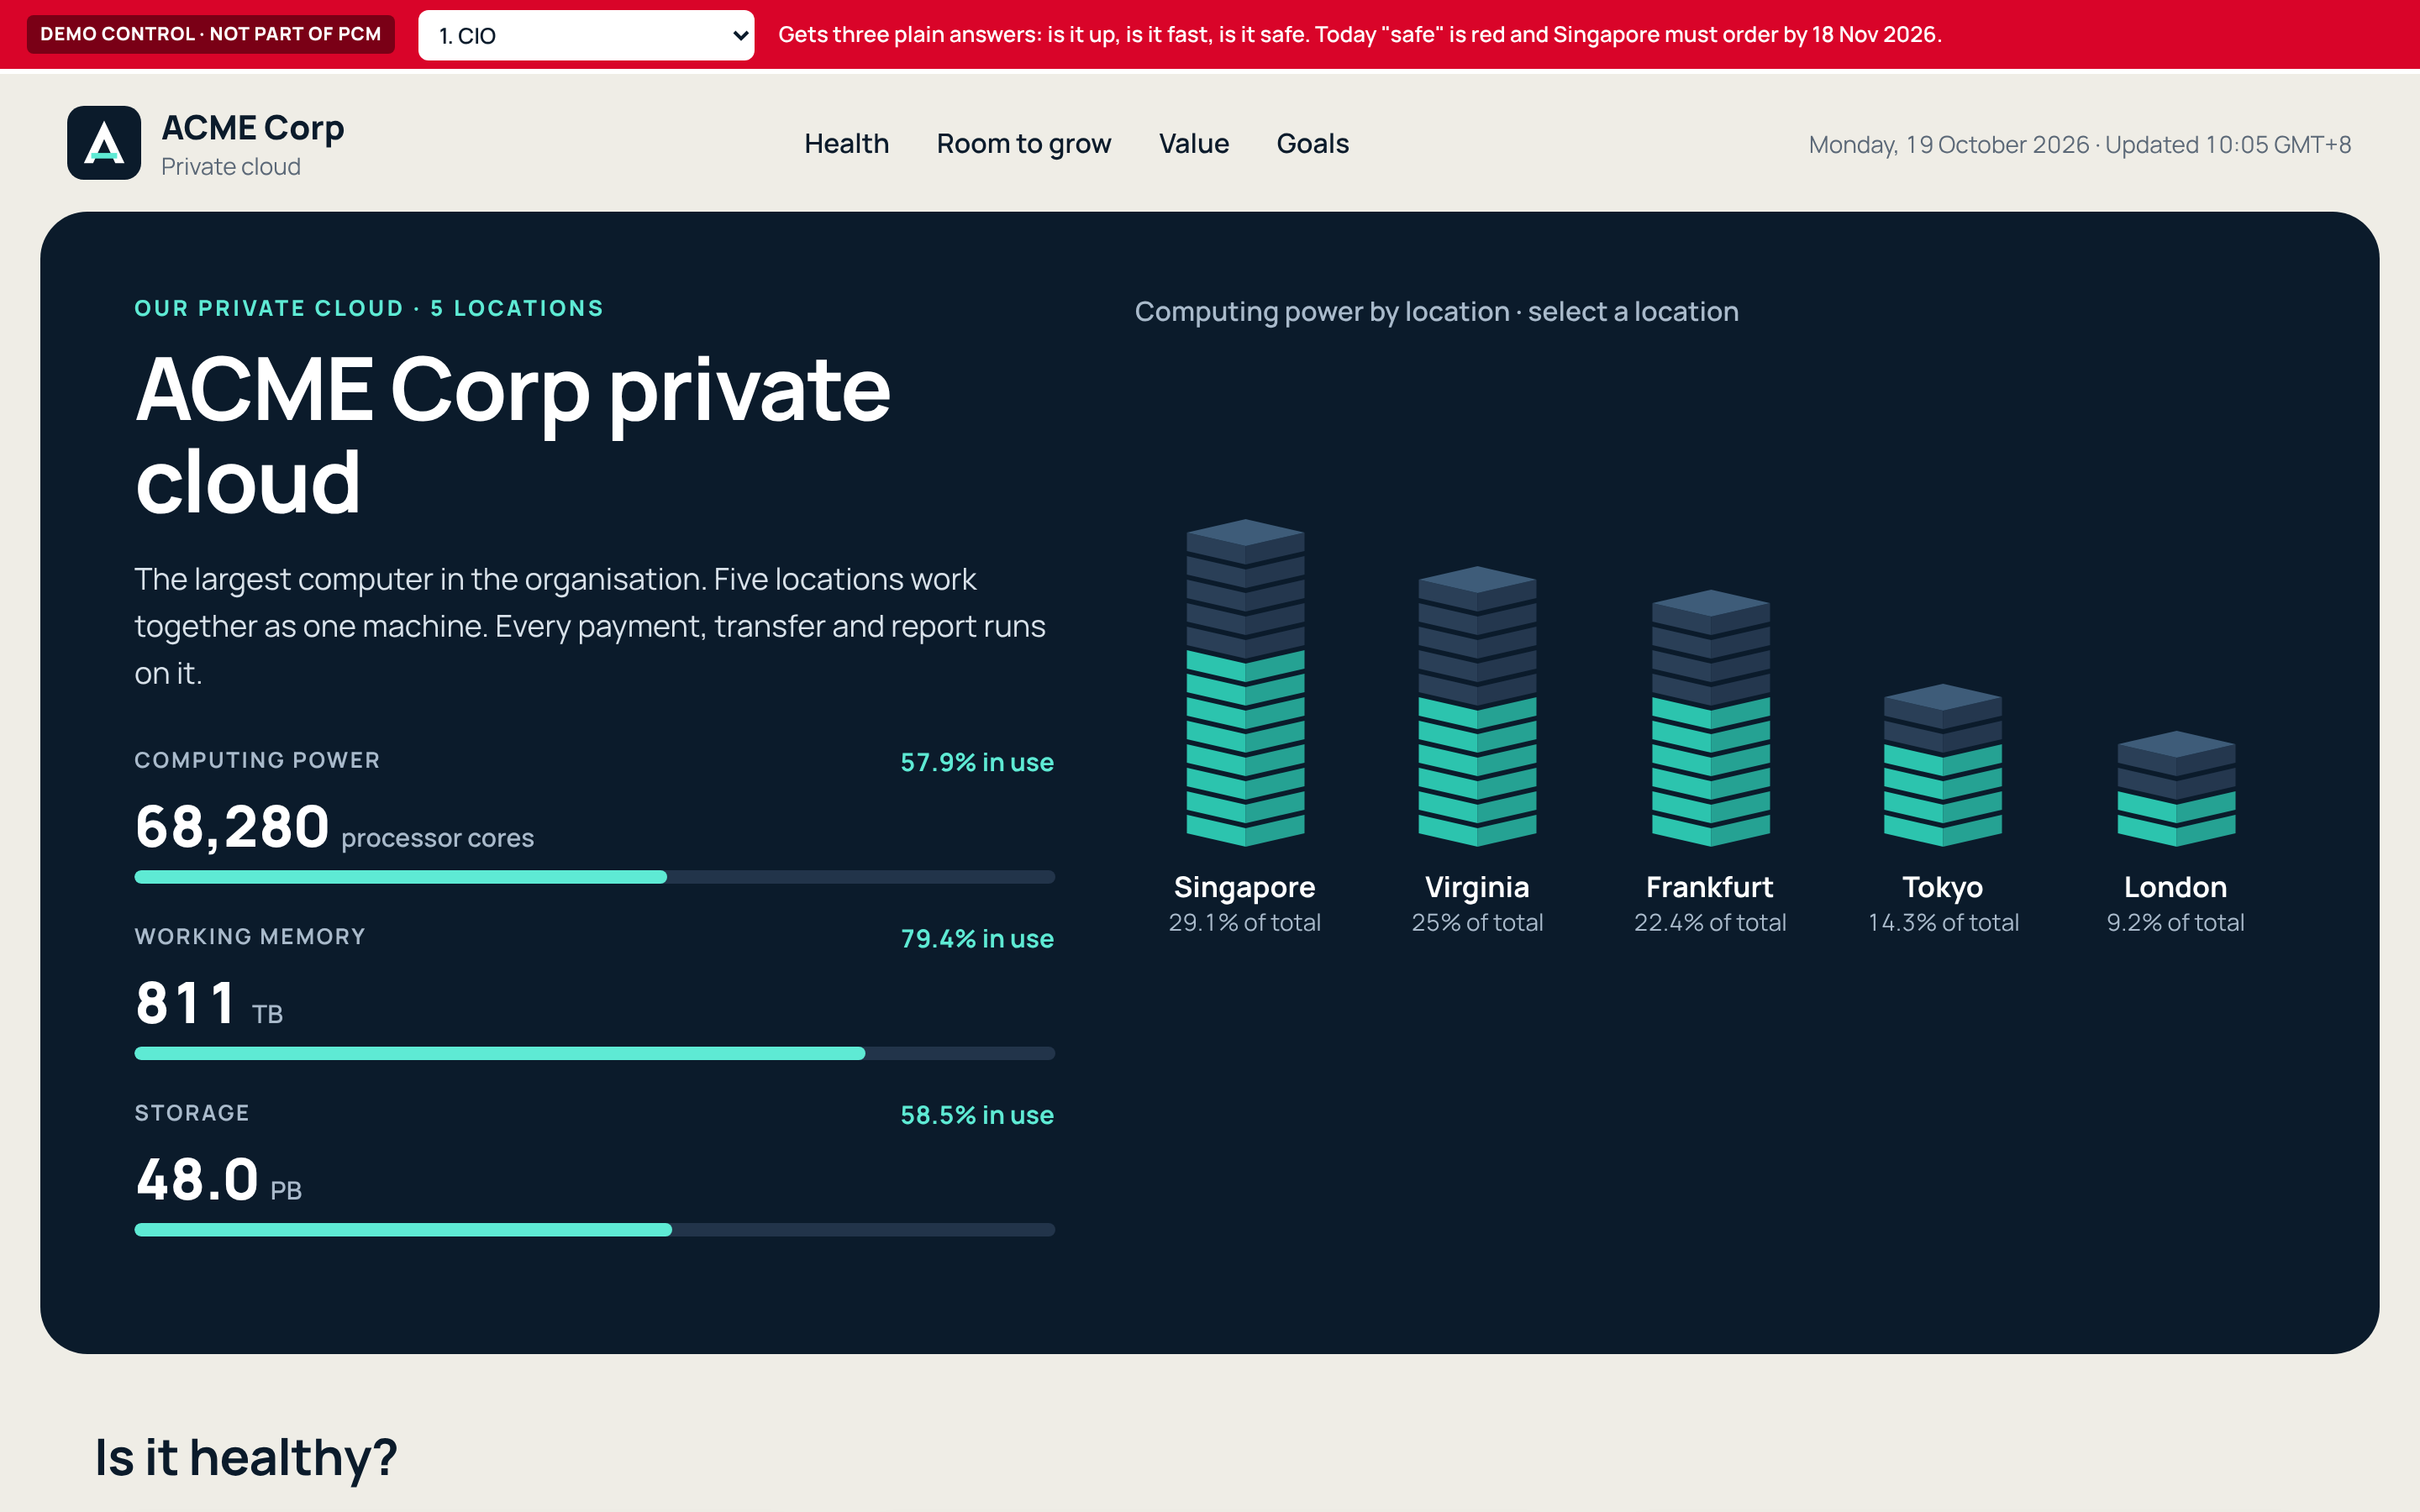 DEMO CONTROL · NOT PART OF PCM
1. CIO
Gets three plain answers: is it up, is it fast, is it safe. Today "safe" is red and Singapore must order by 18 Nov 2026.
ACME Corp
Private cloud
Health
Room to grow
Value
Goals
Monday, 19 October 2026 · Updated 10:05 GMT+8
OUR PRIVATE CLOUD · 5 LOCATIONS
ACME Corp private
cloud
The largest computer in the organisation. Five locations work
together as one machine. Every payment, transfer and report runs
on it.
COMPUTING POWER
57.9% in use
68,280 processor cores
WORKING MEMORY
79.4% in use
811 TB
STORAGE
58.5% in use
48.0 PB
Computing power by location · select a location
Singapore
29.1% of total
Virginia
25% of total
Frankfurt
22.4% of total
Tokyo
14.3% of total
London
9.2% of total
Is it healthy?